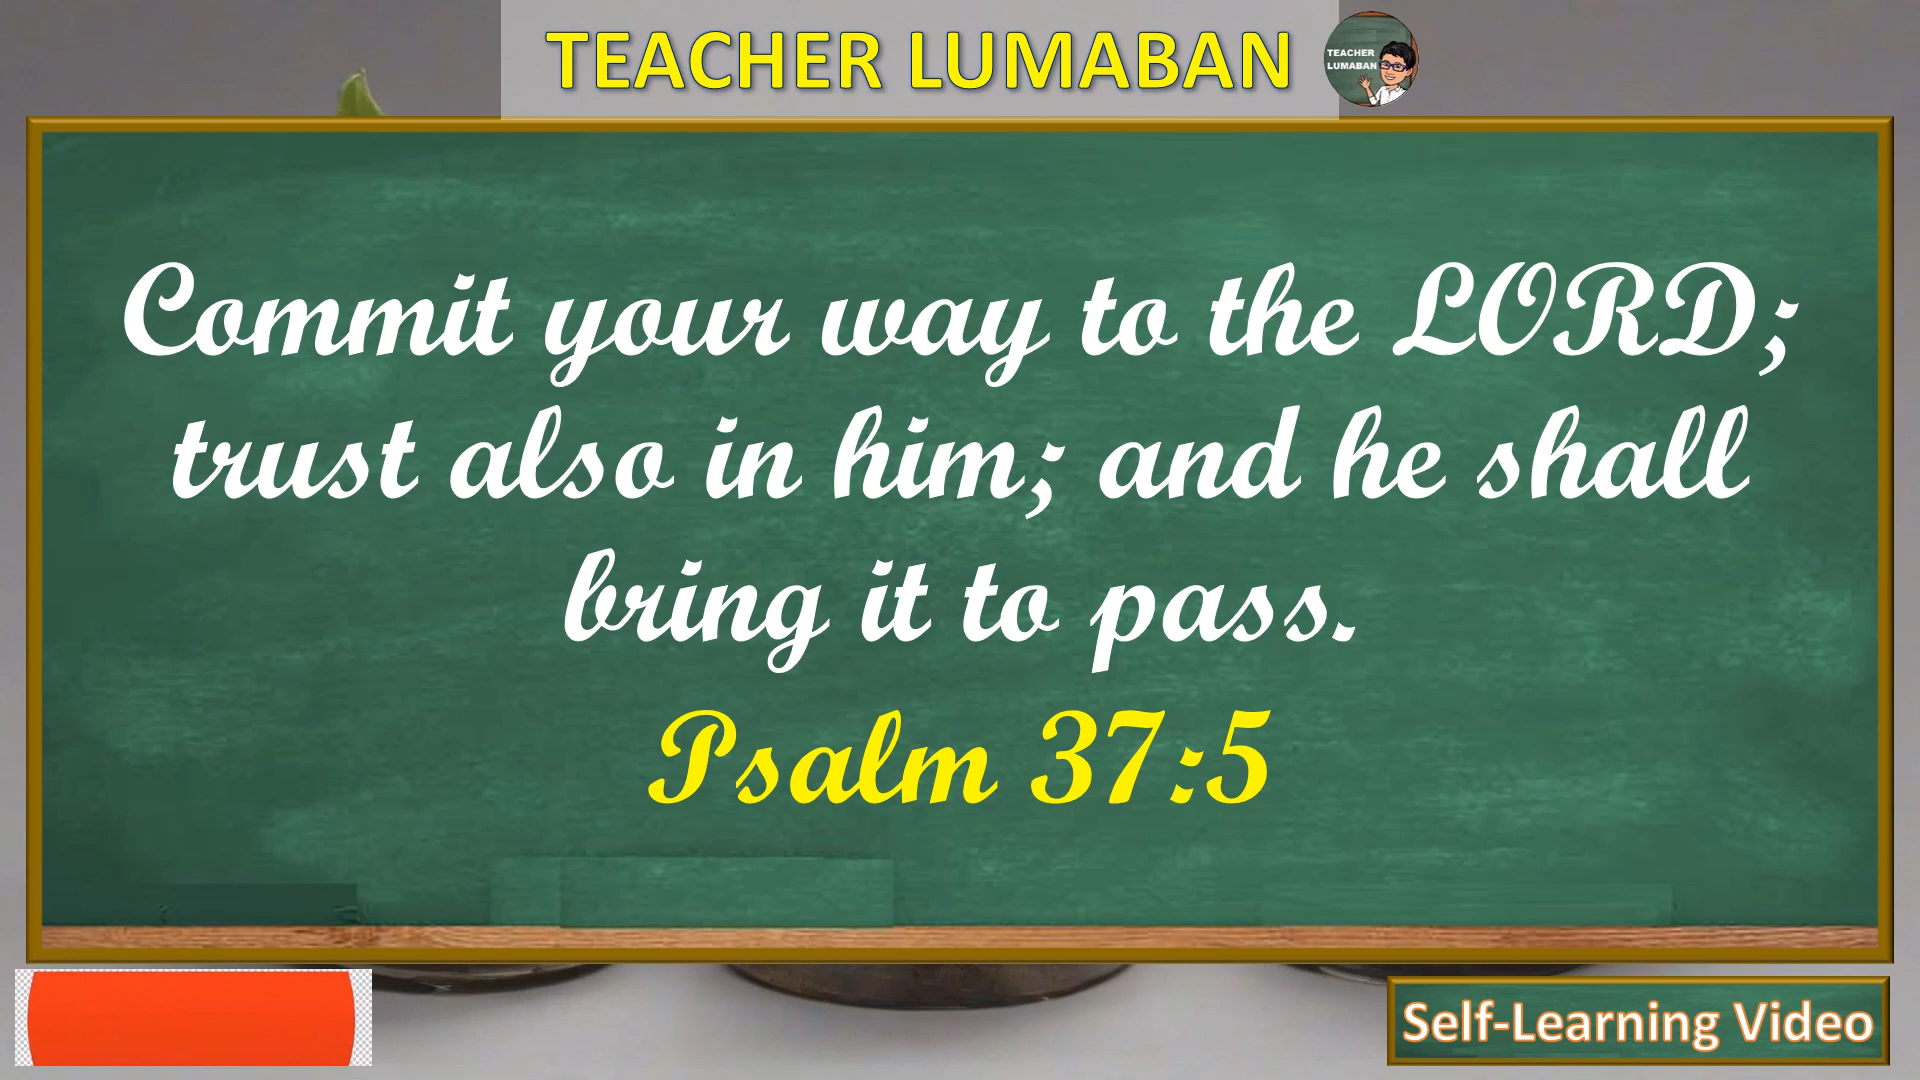 TEACHER LUMABAN
TEACHER
LUMABAN
Commit your way to the LORD;
trust also in him; and he shall
bring it to pass.
Psalm 37:5
Self-Learning Video